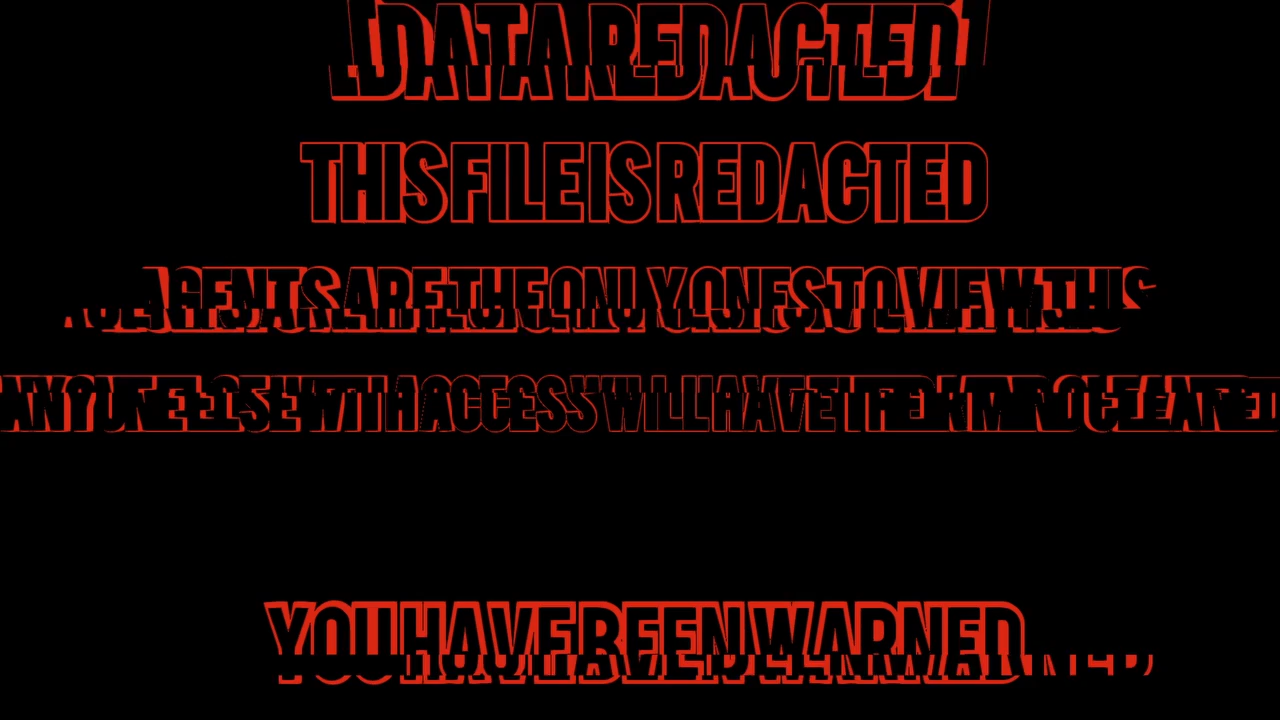 [DATA REDACTED]
THIS FILE IS REDACTED
AGENTS ARE THE ONLY ONES TO VIEW THIS
ANYONE ELSE WITH ACCESS WILL HAVE THEIR MIND CLEANED
YOU HAVE BEEN WARNED